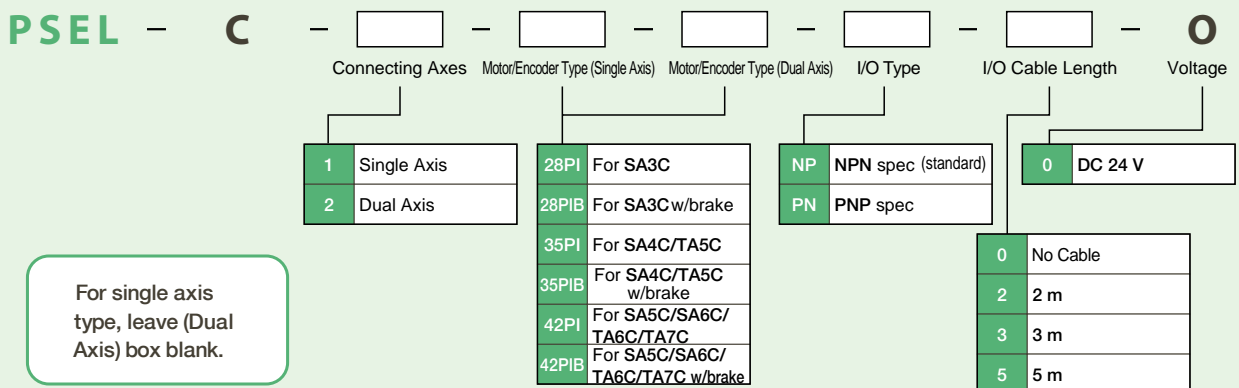 PSEL – C – – – – – – O
Connecting Axes Motor/Encoder Type (Single Axis) Motor/Encoder Type (Dual Axis) I/O Type I/O Cable Length Voltage
1 Single Axis
2 Dual Axis
28PI For SA3C
28PIB For SA3C w/brake
35PI For SA4C/TA5C
35PIB For SA4C/TA5C
w/brake
42PI For SA5C/SA6C/
TA6C/TA7C
42PIB For SA5C/SA6C/
TA6C/TA7C w/brake
NP NPN spec (standard)
PN PNP spec
0 No Cable
2 2 m
3 3 m
5 5 m
0 DC 24 V
For single axis
type, leave (Dual
Axis) box blank.